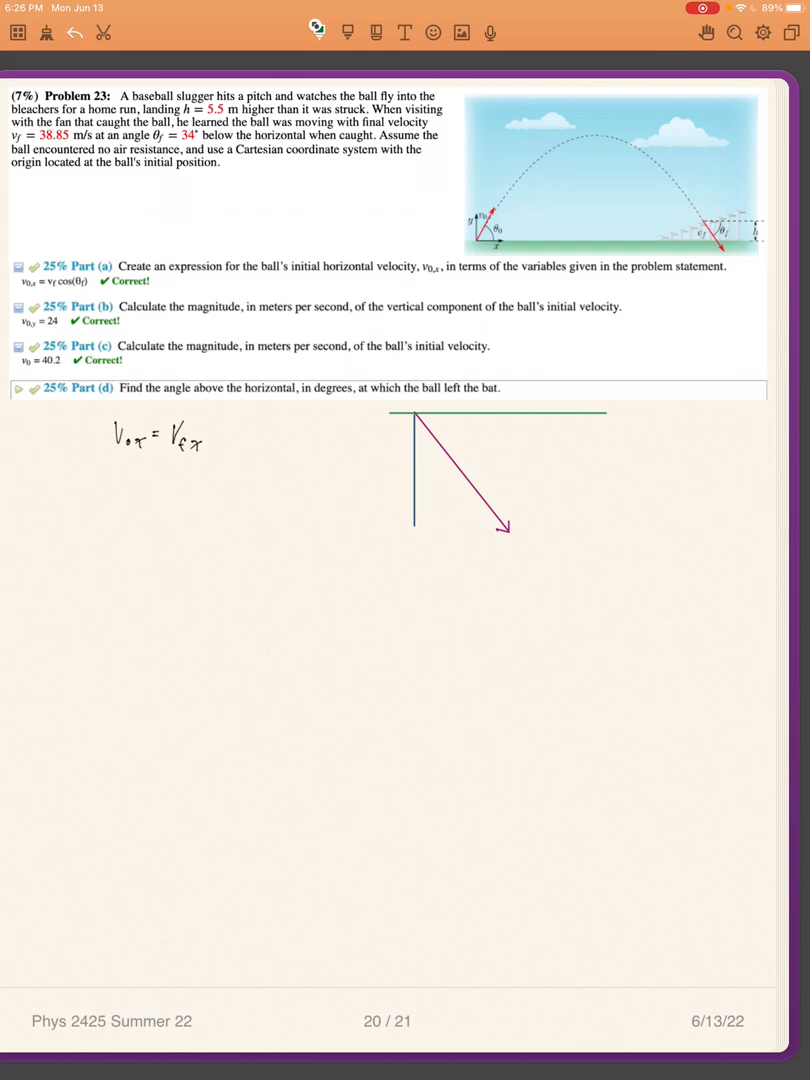 6:26 PM Mon Jun 13
89%
(7%) Problem 23: A baseball slugger hits a pitch and watches the ball fly into the
bleachers for a home run, landing h = 5.5 m higher than it was struck. When visiting
with the fan that caught the ball, he learned the ball was moving with final velocity
vf = 38.85 m/s at an angle θf = 34° below the horizontal when caught. Assume the
ball encountered no air resistance, and use a Cartesian coordinate system with the
origin located at the ball's initial position.
y v0 θ0 x
vf θf h
25% Part (a) Create an expression for the ball's initial horizontal velocity, v0,x, in terms of the variables given in the problem statement.
v0,x = vf cos(θf) ✔ Correct!
25% Part (b) Calculate the magnitude, in meters per second, of the vertical component of the ball's initial velocity.
v0,y = 24 ✔ Correct!
25% Part (c) Calculate the magnitude, in meters per second, of the ball's initial velocity.
v0 = 40.2 ✔ Correct!
25% Part (d) Find the angle above the horizontal, in degrees, at which the ball left the bat.
V0x = Vfx
Phys 2425 Summer 22
20 / 21
6/13/22